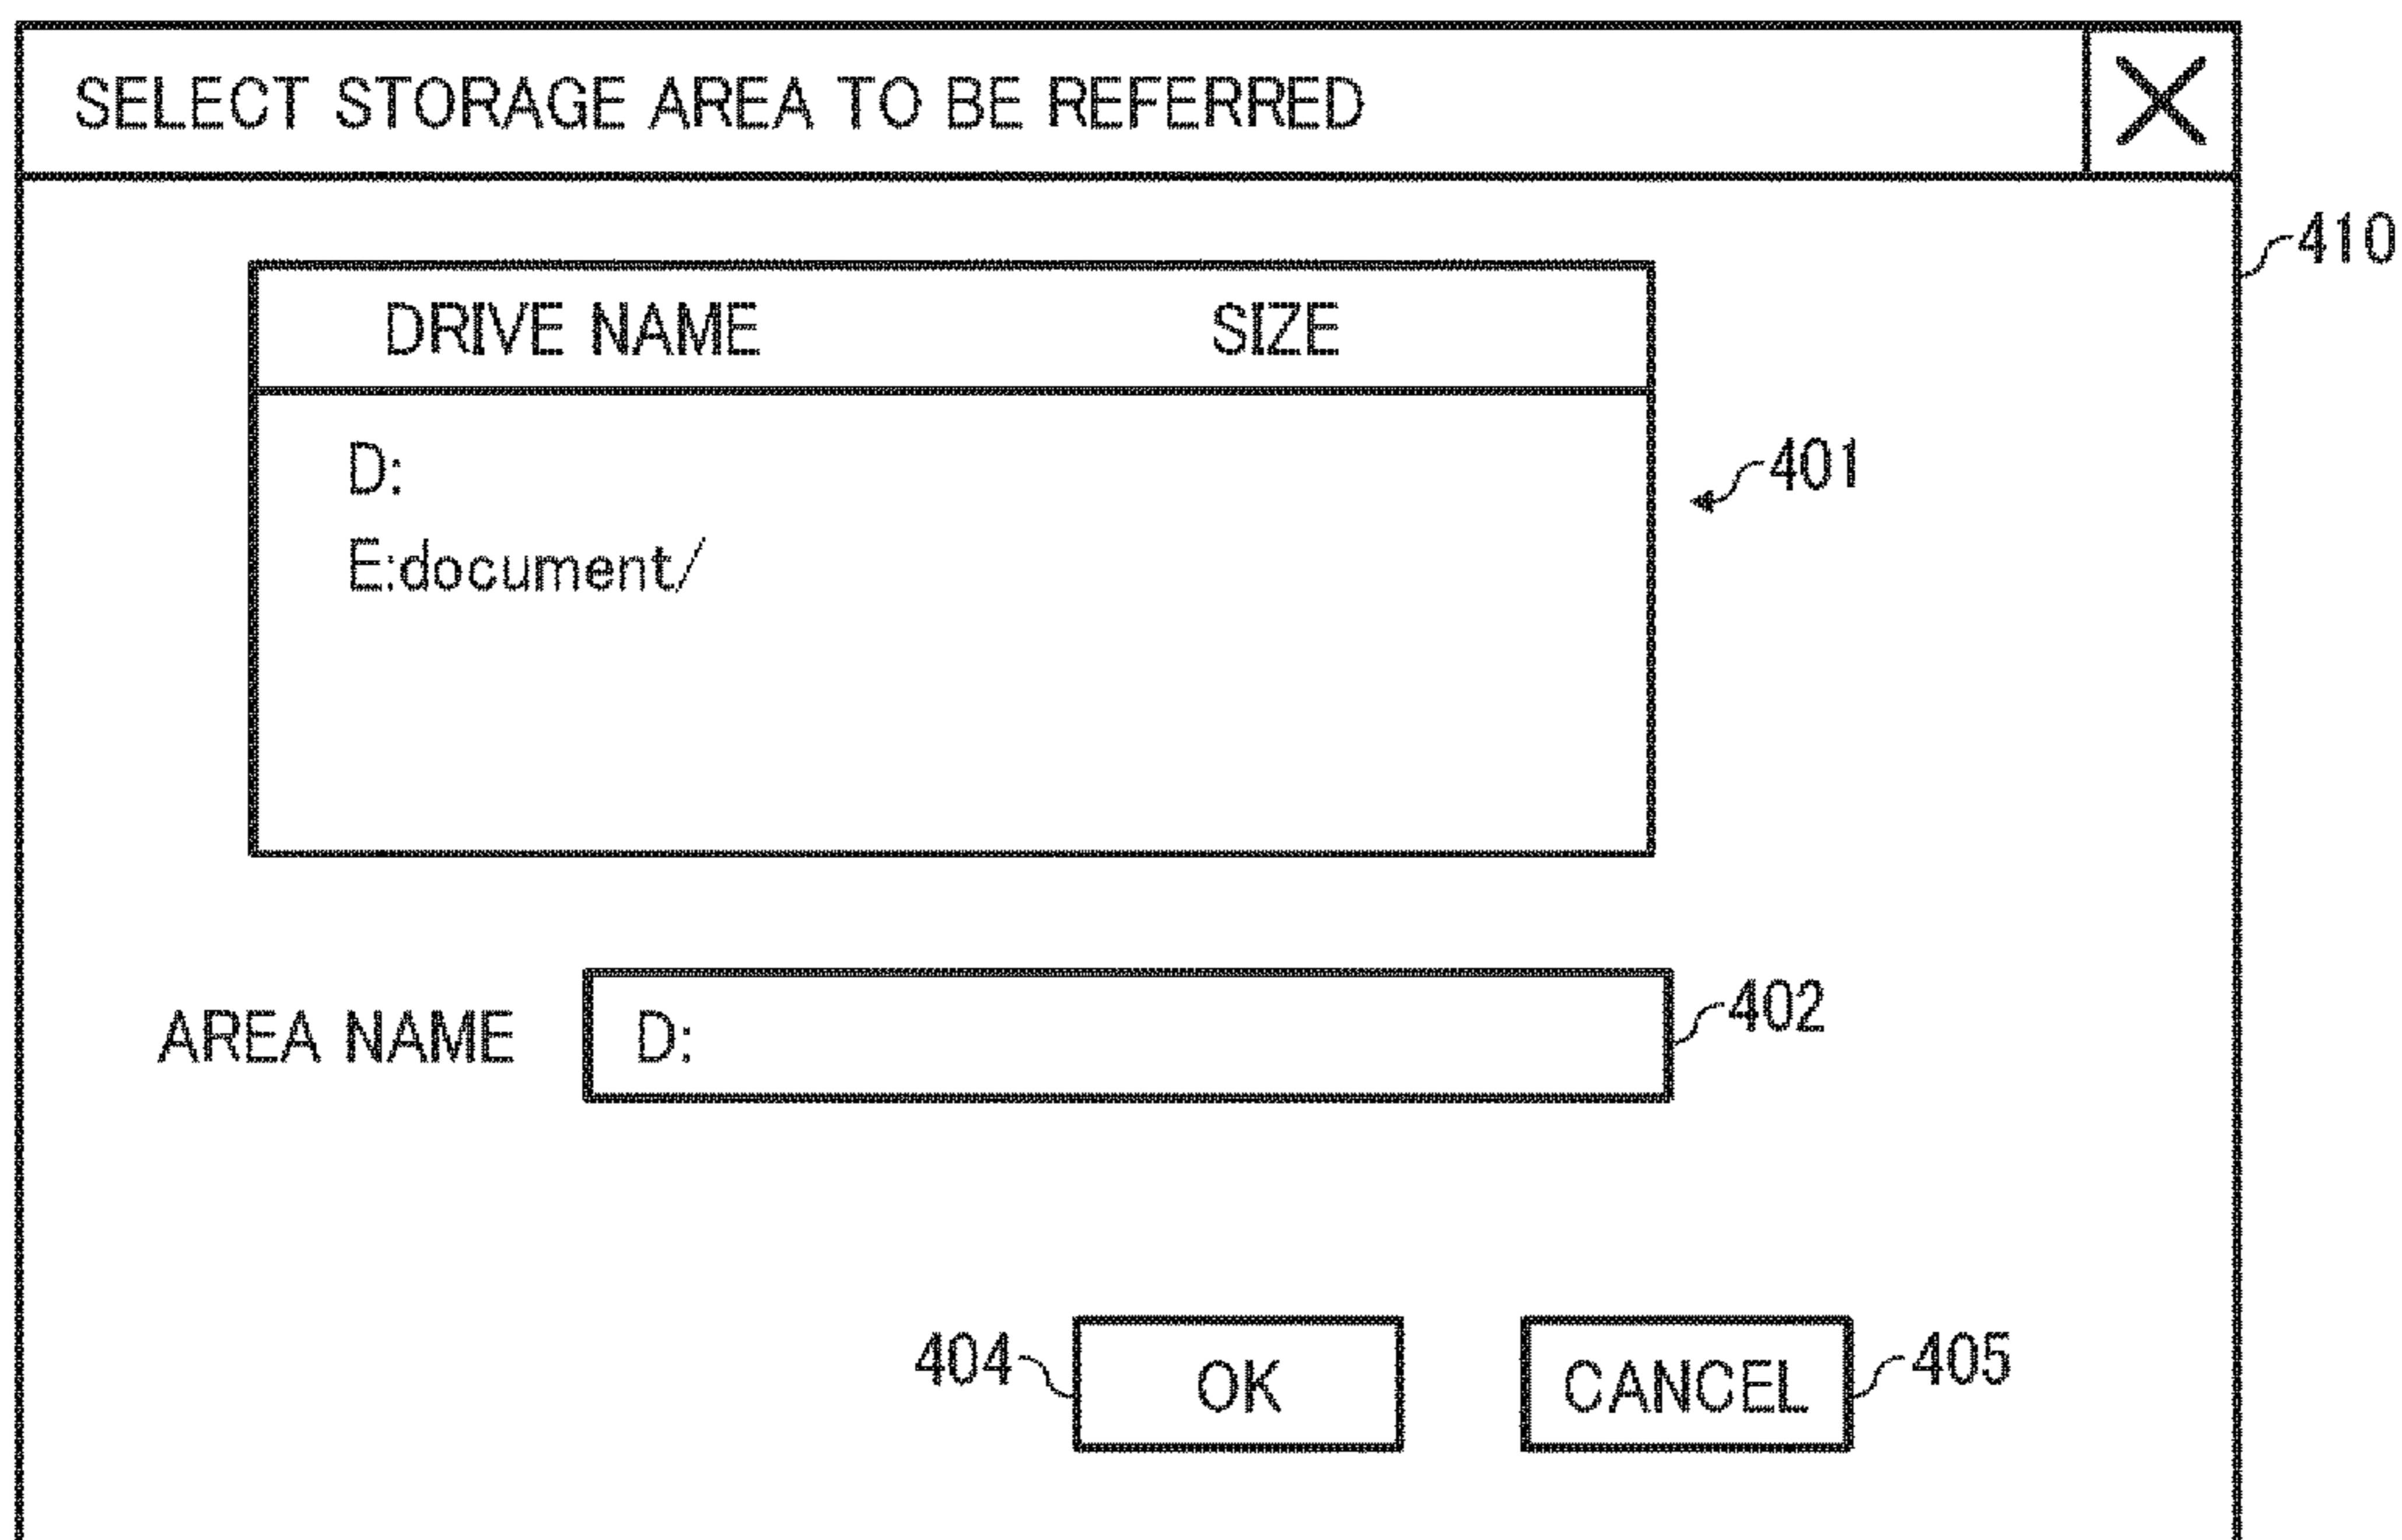 SELECT STORAGE AREA TO BE REFERRED
410
DRIVE NAME SIZE
D:
401
E:document/
AREA NAME D:
402
404 OK CANCEL 405